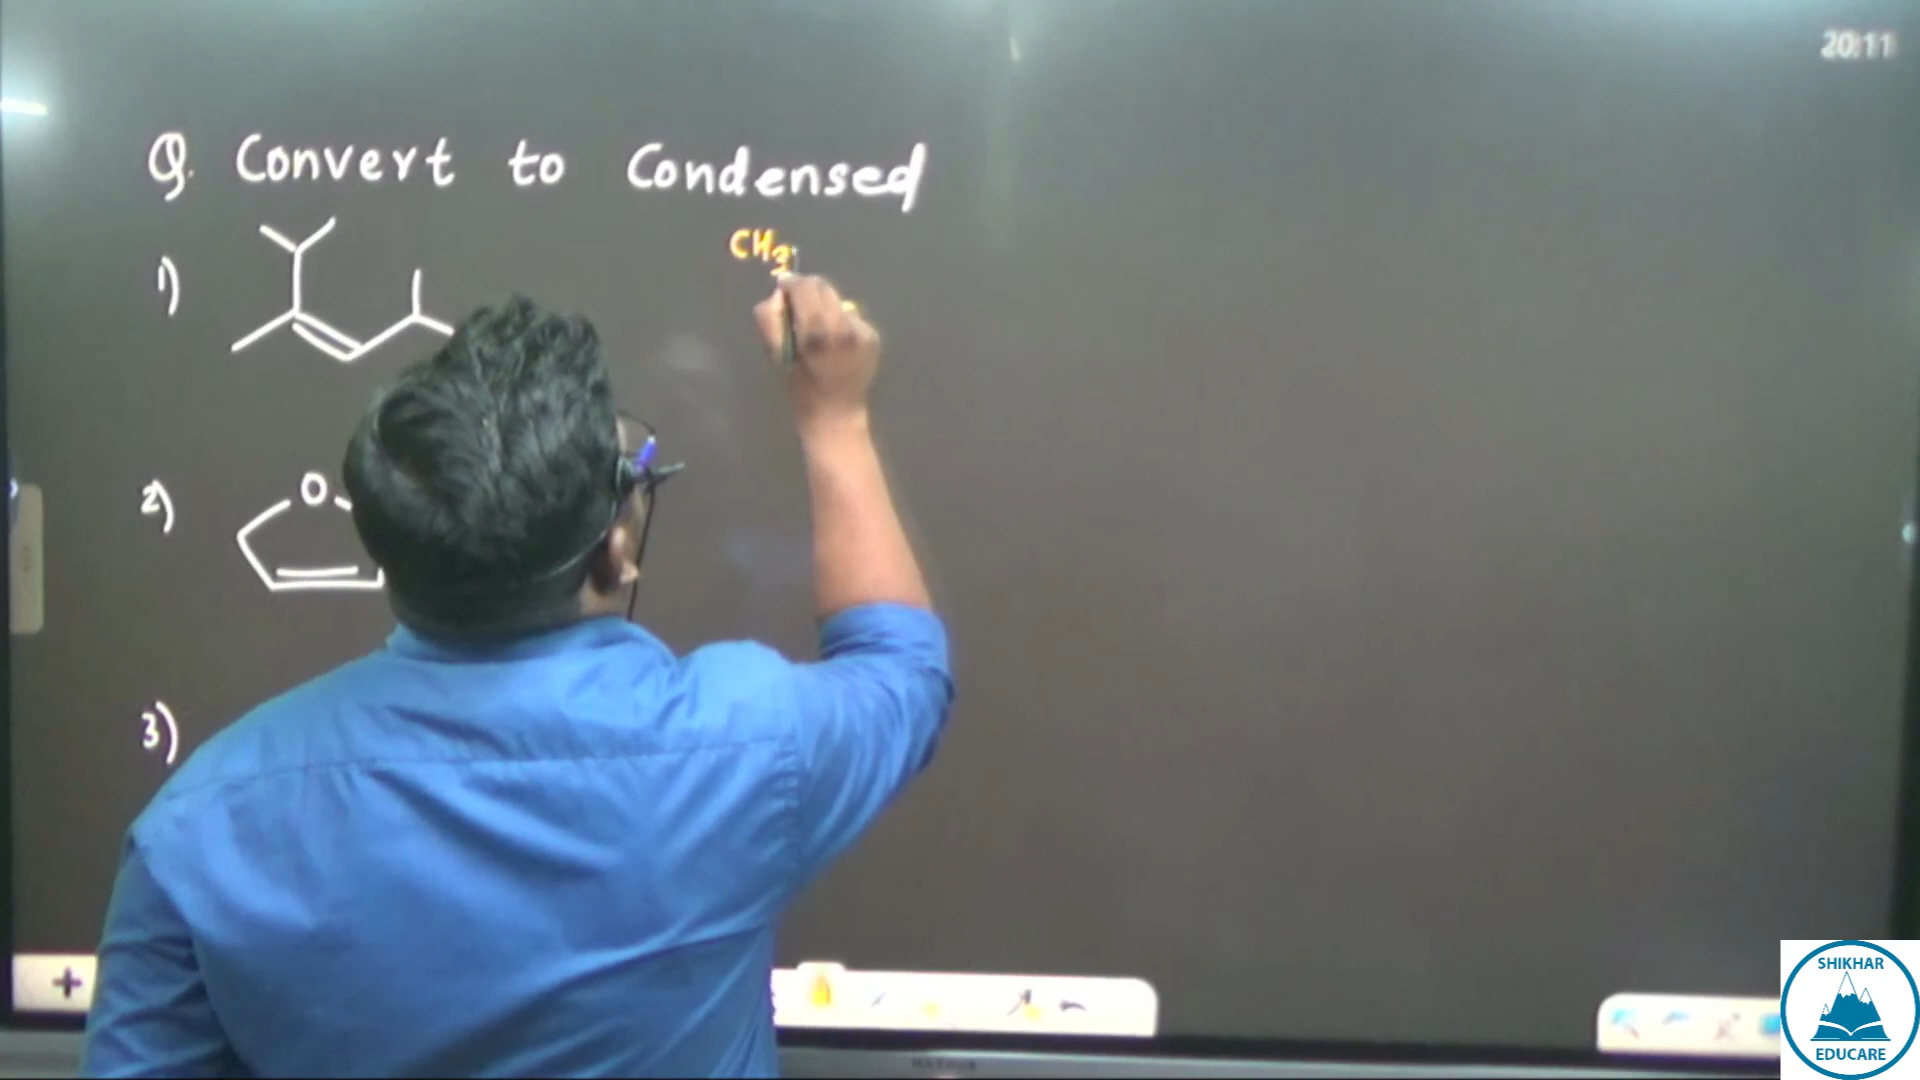 20:11
Q. Convert to Condensed
CH3
1)
2)
O
3)
SHIKHAR
EDUCARE